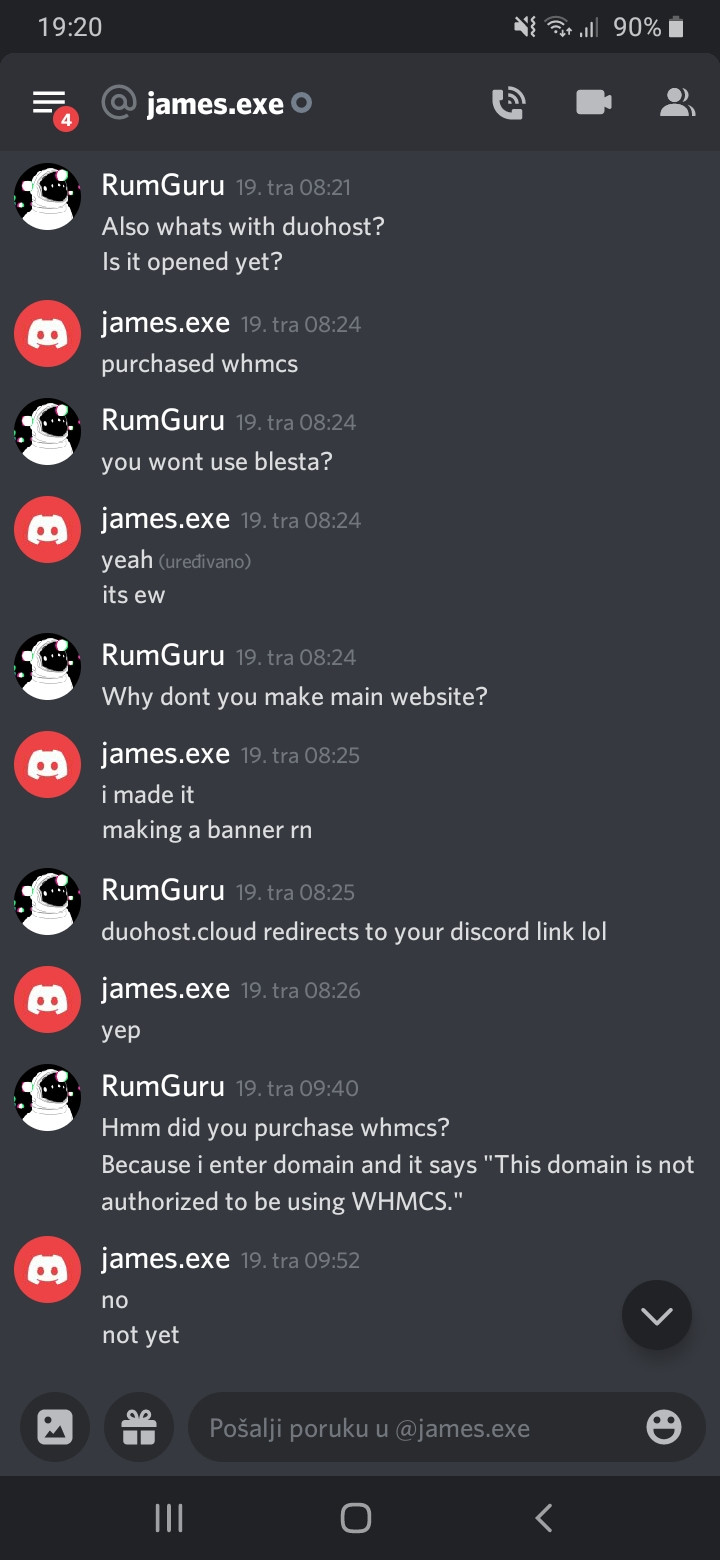 19:20
90%
4
@ james.exe
RumGuru 19. tra 08:21
Also whats with duohost?
Is it opened yet?
james.exe 19. tra 08:24
purchased whmcs
RumGuru 19. tra 08:24
you wont use blesta?
james.exe 19. tra 08:24
yeah (uređivano)
its ew
RumGuru 19. tra 08:24
Why dont you make main website?
james.exe 19. tra 08:25
i made it
making a banner rn
RumGuru 19. tra 08:25
duohost.cloud redirects to your discord link lol
james.exe 19. tra 08:26
yep
RumGuru 19. tra 09:40
Hmm did you purchase whmcs?
Because i enter domain and it says "This domain is not
authorized to be using WHMCS."
james.exe 19. tra 09:52
no
not yet
Pošalji poruku u @james.exe